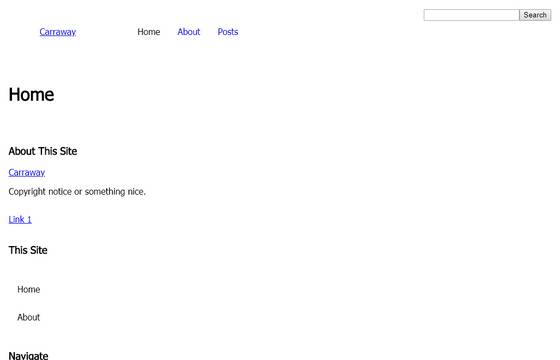 Search
Carraway Home About Posts
Home
About This Site
Carraway
Copyright notice or something nice.
Link 1
This Site
Home
About
Navigate